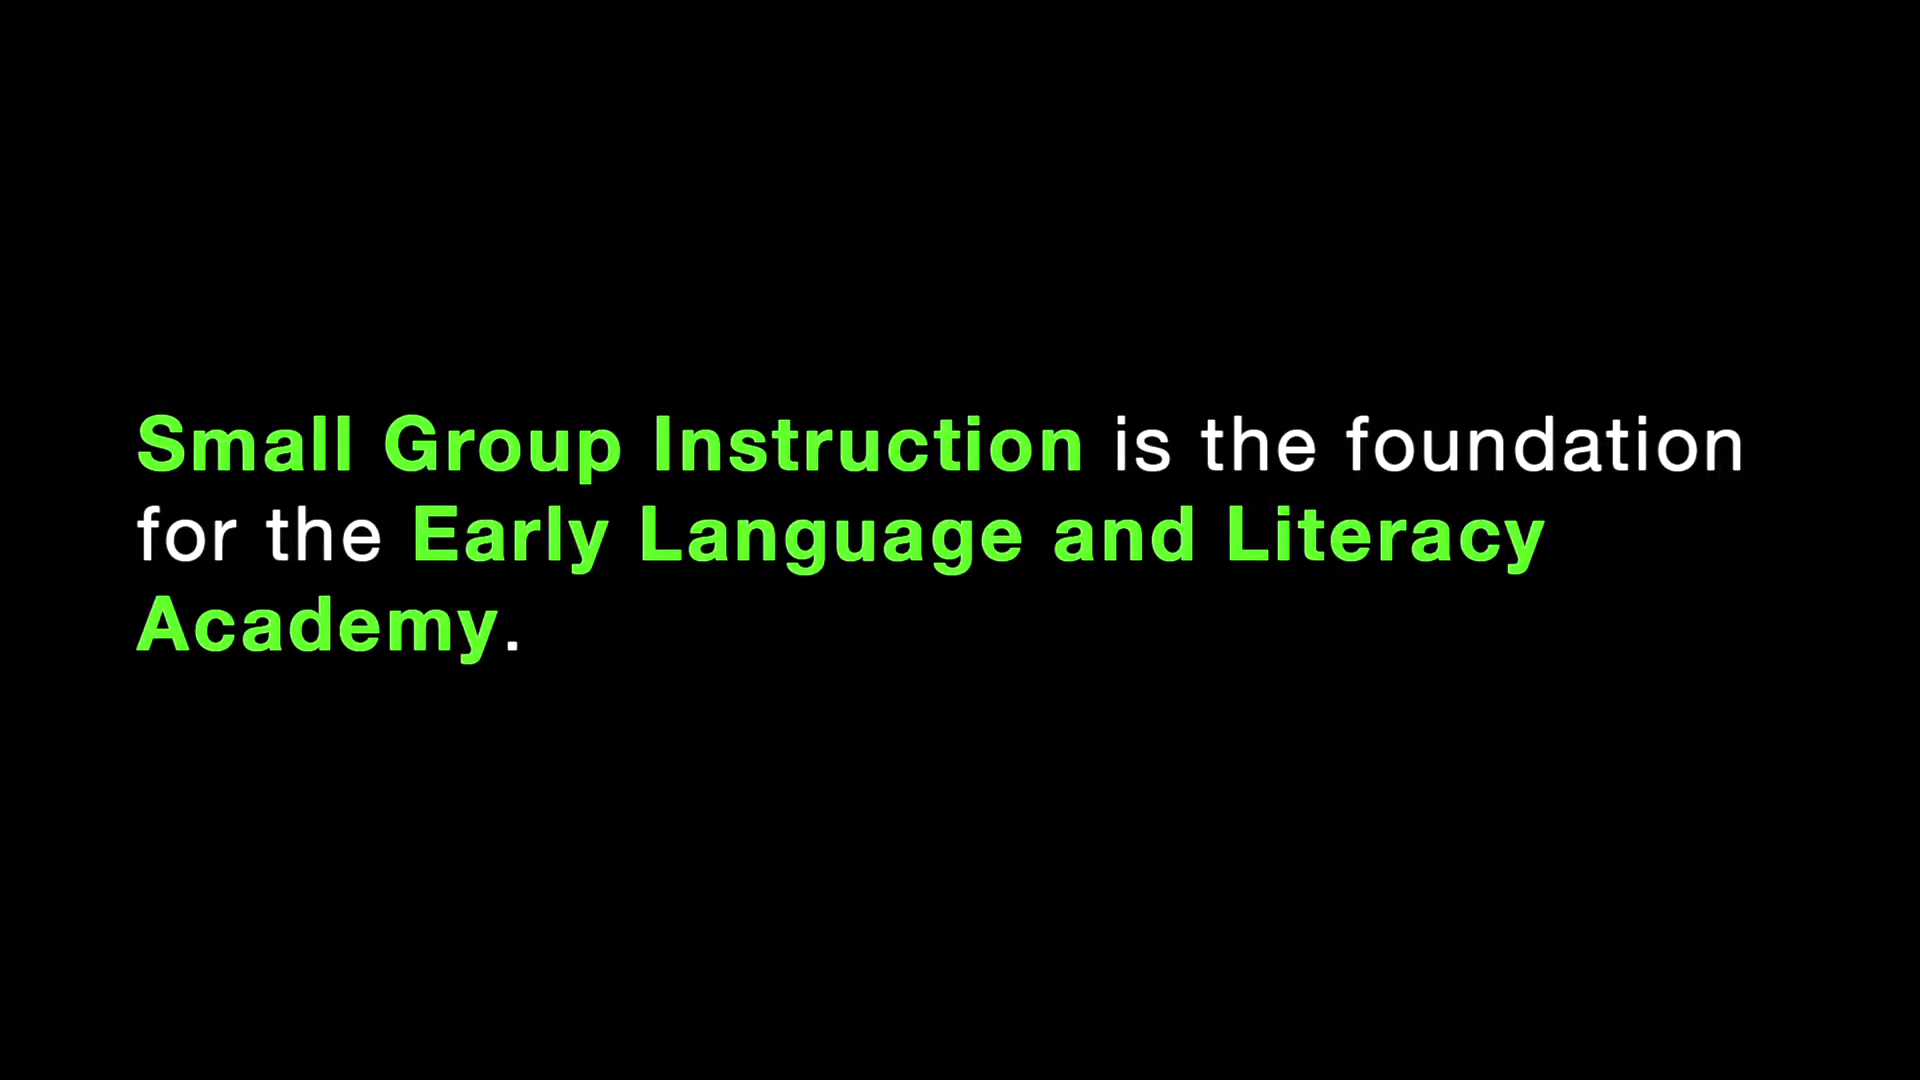 Small Group Instruction is the foundation
for the Early Language and Literacy
Academy.